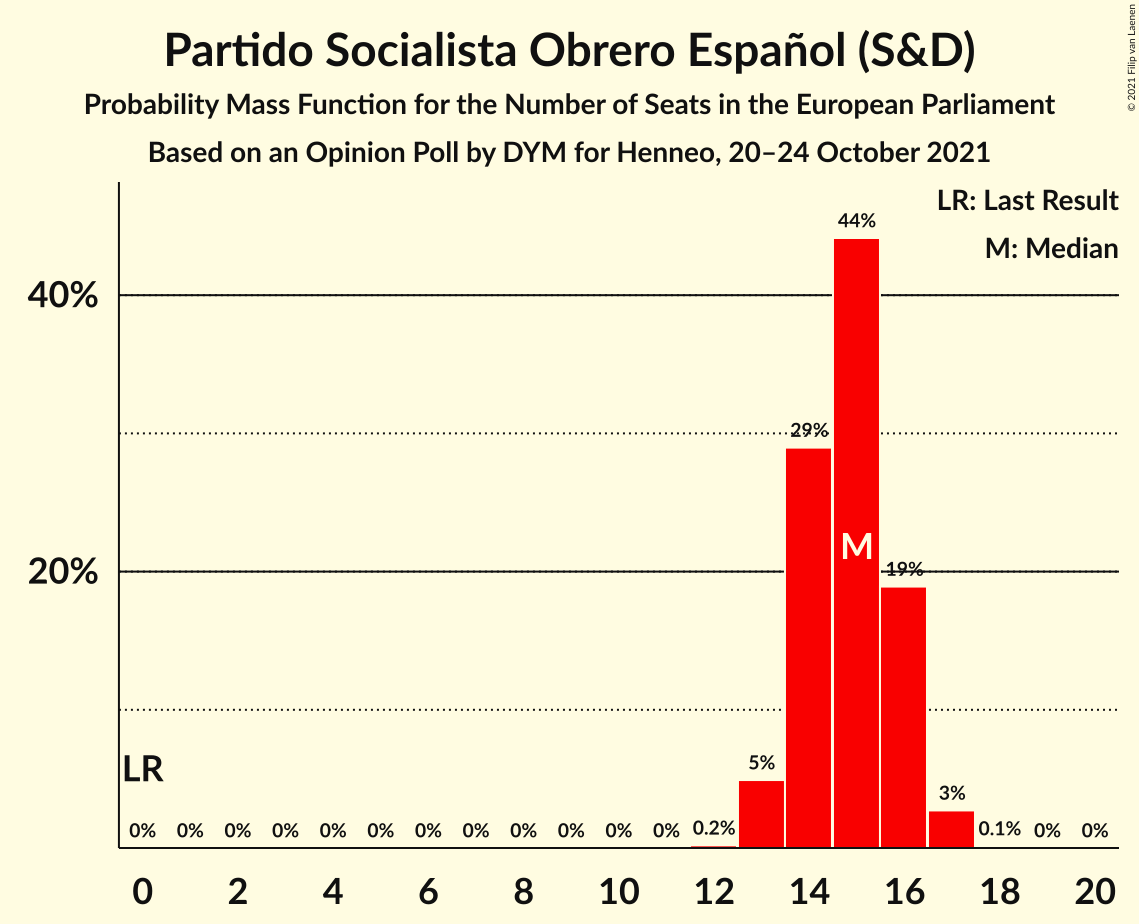 Partido Socialista Obrero Español (S&D)
Probability Mass Function for the Number of Seats in the European Parliament
Based on an Opinion Poll by DYM for Henneo, 20–24 October 2021
© 2021 Filip van Laenen
LR: Last Result
M: Median
40%
20%
44%
29%
M
19%
LR
5%
3%
0% 0% 0% 0% 0% 0% 0% 0% 0% 0% 0% 0% 0.2% 0.1% 0% 0%
0 2 4 6 8 10 12 14 16 18 20